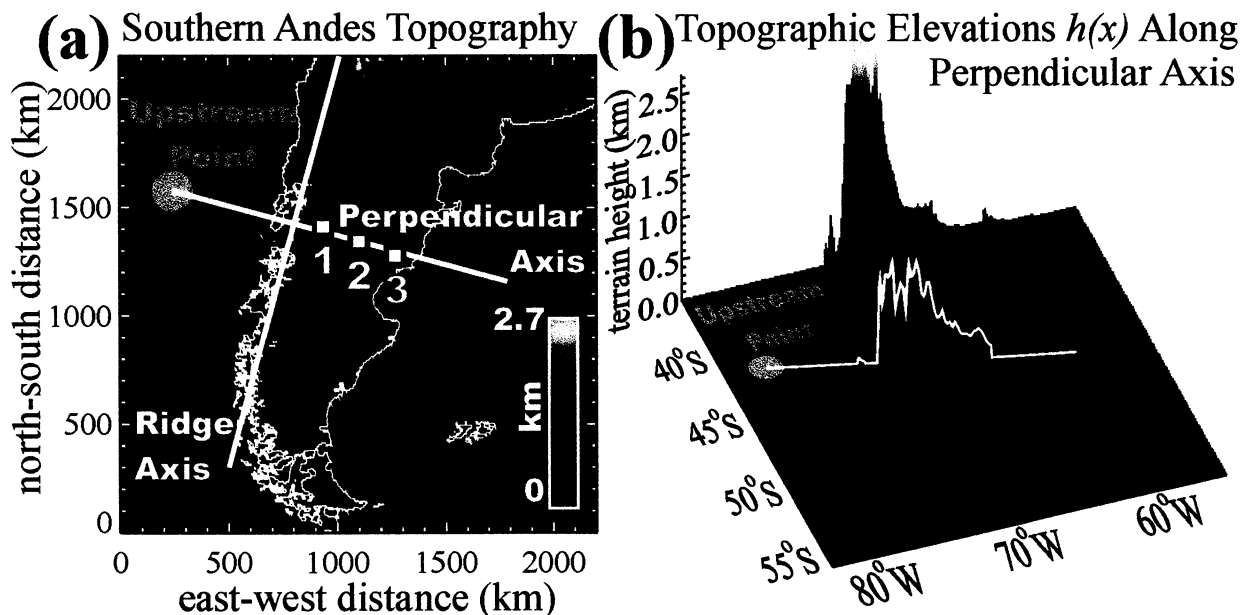 (a) Southern Andes Topography
north-south distance (km)
2000
1500
1000
500
0
Upstream
Point
Perpendicular
Axis
1 2 3
Ridge
Axis
2.7
km
0
0 500 1000 1500 2000
east-west distance (km)
(b) Topographic Elevations h(x) Along
Perpendicular Axis
terrain height (km)
2.5
2.0
1.5
1.0
0.5
0.0
Upstream
Point
40°S
45°S
50°S
55°S
80°W
70°W
60°W